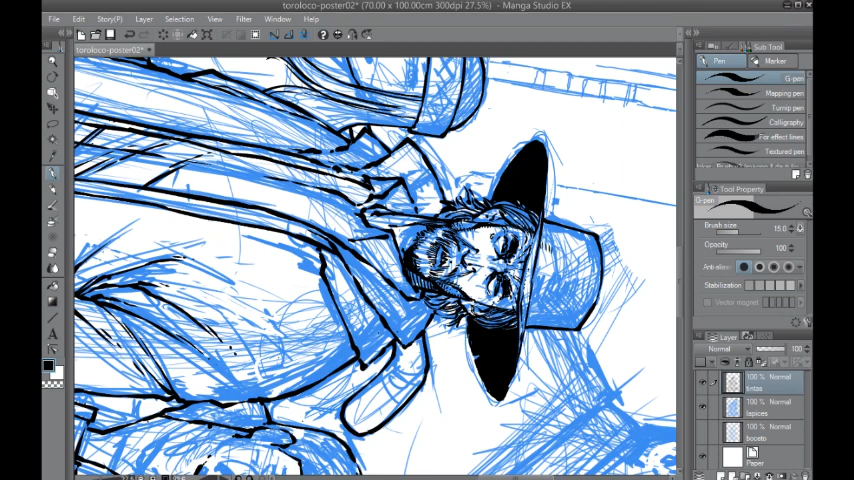 toroloco-poster02* (70.00 x 100.00cm 300dpi 27.5%) - Manga Studio EX
File Edit Story(P) Layer Selection View Filter Window Help
toroloco-poster02*
Sub Tool
Pen Marker
G-pen
Mapping pen
Turnip pen
Calligraphy
For effect lines
Textured pen
Tool Property
G-pen
Brush size 15.0
Opacity 100
Anti-aliasing
Stabilization
Vector magnet
Layer
Normal 100
100 % Normal
tintas
100 % Normal
lapices
100 % Normal
boceto
Paper